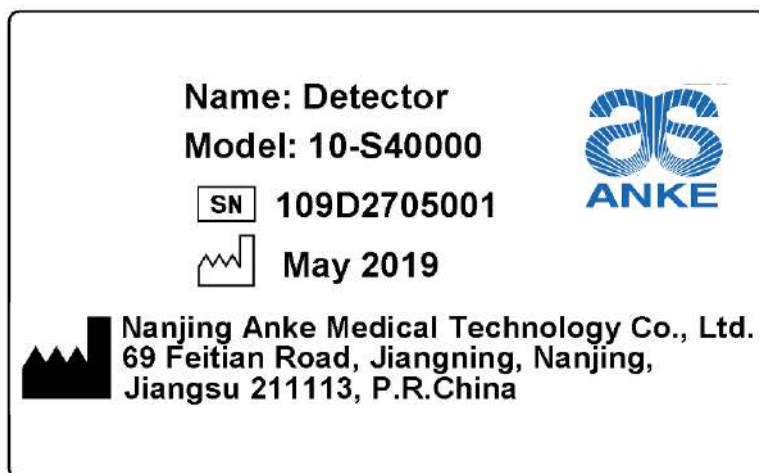 Name: Detector
Model: 10-S40000
ANKE
SN 109D2705001
May 2019
Nanjing Anke Medical Technology Co., Ltd.
69 Feitian Road, Jiangning, Nanjing,
Jiangsu 211113, P.R.China